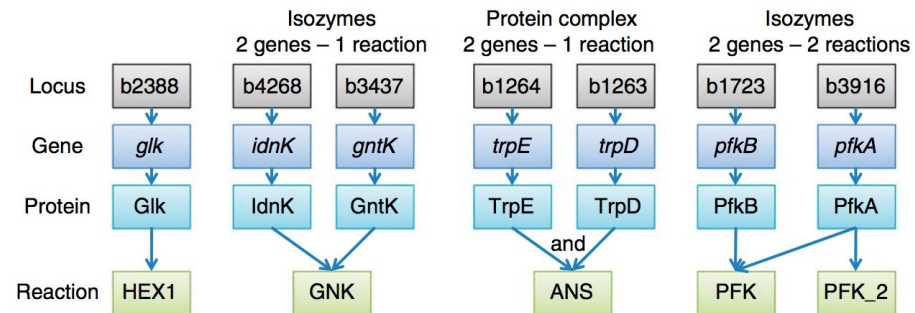 Isozymes Protein complex Isozymes
2 genes – 1 reaction 2 genes – 1 reaction 2 genes – 2 reactions
Locus b2388 b4268 b3437 b1264 b1263 b1723 b3916
Gene glk idnK gntK trpE trpD pfkB pfkA
Protein Glk IdnK GntK TrpE TrpD PfkB PfkA
and
Reaction HEX1 GNK ANS PFK PFK_2